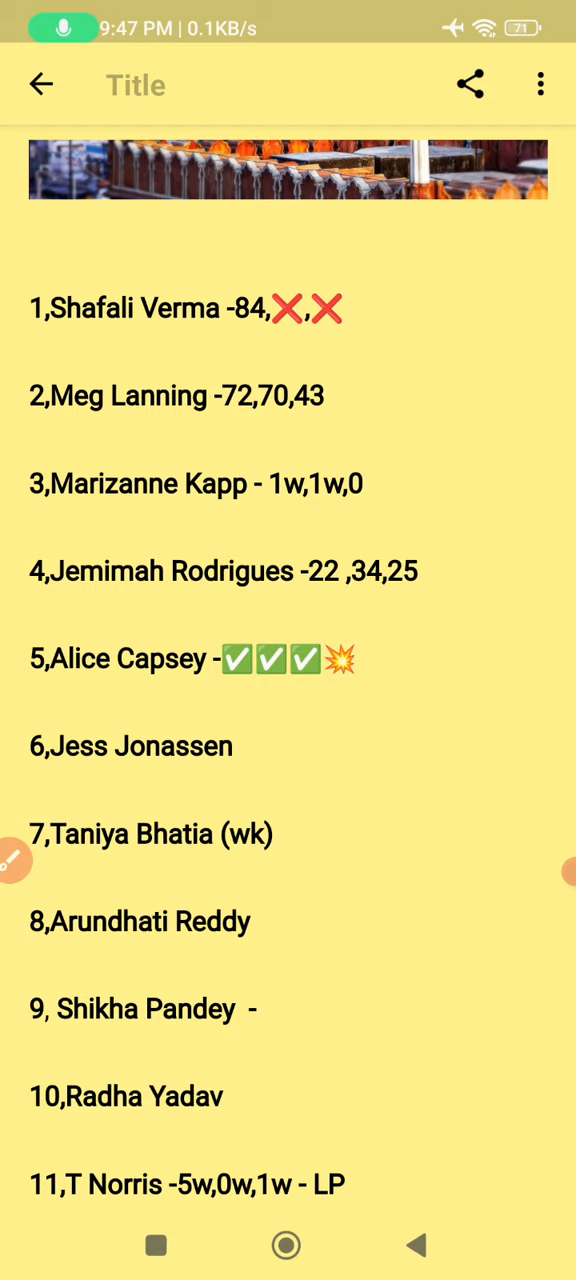 9:47 PM | 0.1KB/s
71
Title
1,Shafali Verma -84,❌,❌
2,Meg Lanning -72,70,43
3,Marizanne Kapp - 1w,1w,0
4,Jemimah Rodrigues -22 ,34,25
5,Alice Capsey -✅✅✅💥
6,Jess Jonassen
7,Taniya Bhatia (wk)
8,Arundhati Reddy
9, Shikha Pandey -
10,Radha Yadav
11,T Norris -5w,0w,1w - LP